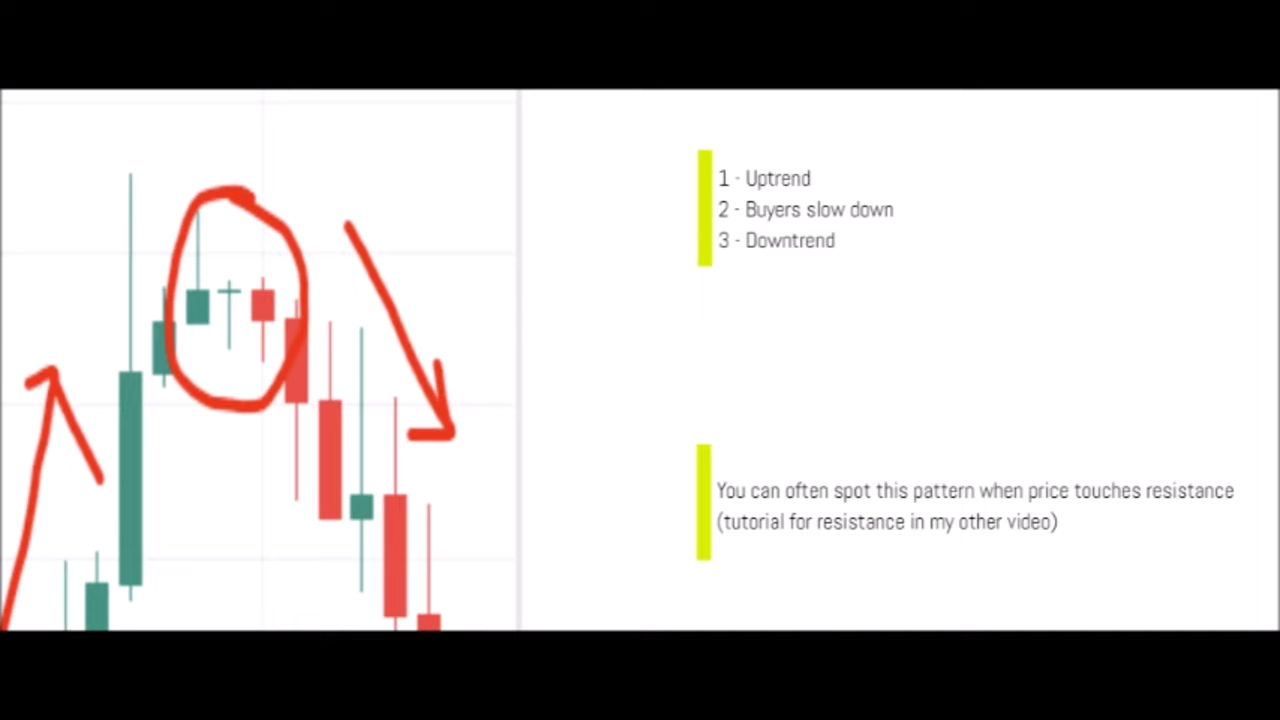 1 - Uptrend
2 - Buyers slow down
3 - Downtrend
You can often spot this pattern when price touches resistance
(tutorial for resistance in my other video)